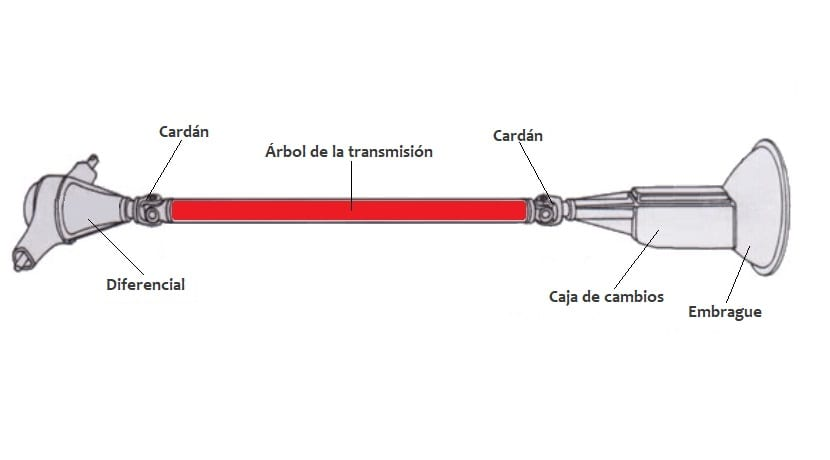 Cardán
Cardán
Árbol de la transmisión
Diferencial
Caja de cambios
Embrague